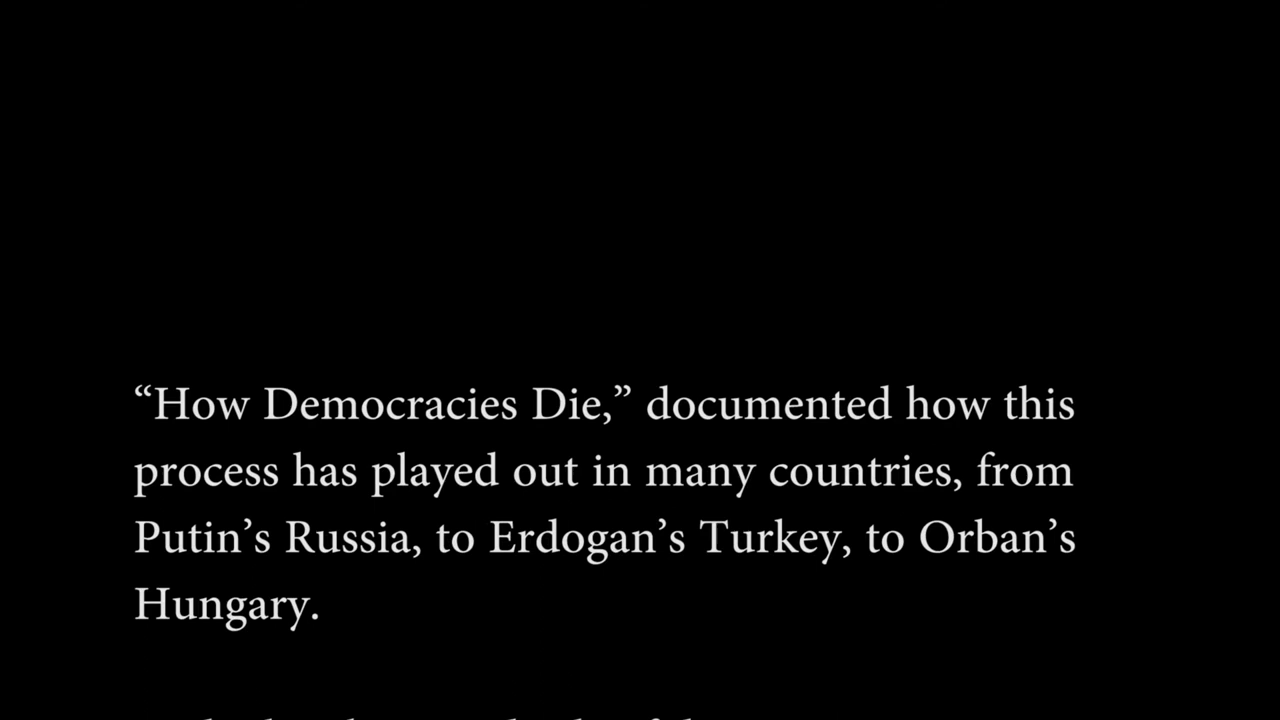 “How Democracies Die,” documented how this
process has played out in many countries, from
Putin’s Russia, to Erdogan’s Turkey, to Orban’s
Hungary.